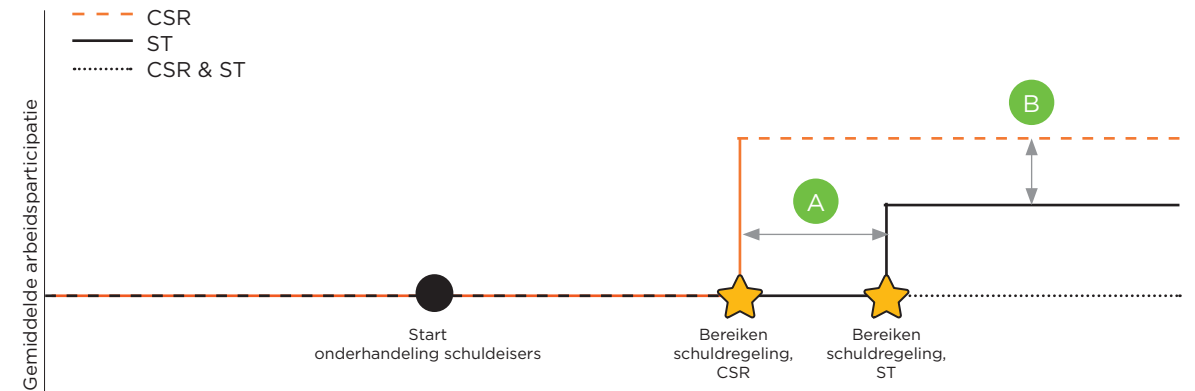 CSR
ST
CSR & ST
Gemiddelde arbeidsparticipatie
B
A
Start
onderhandeling schuldeisers
Bereiken
schuldregeling,
CSR
Bereiken
schuldregeling,
ST